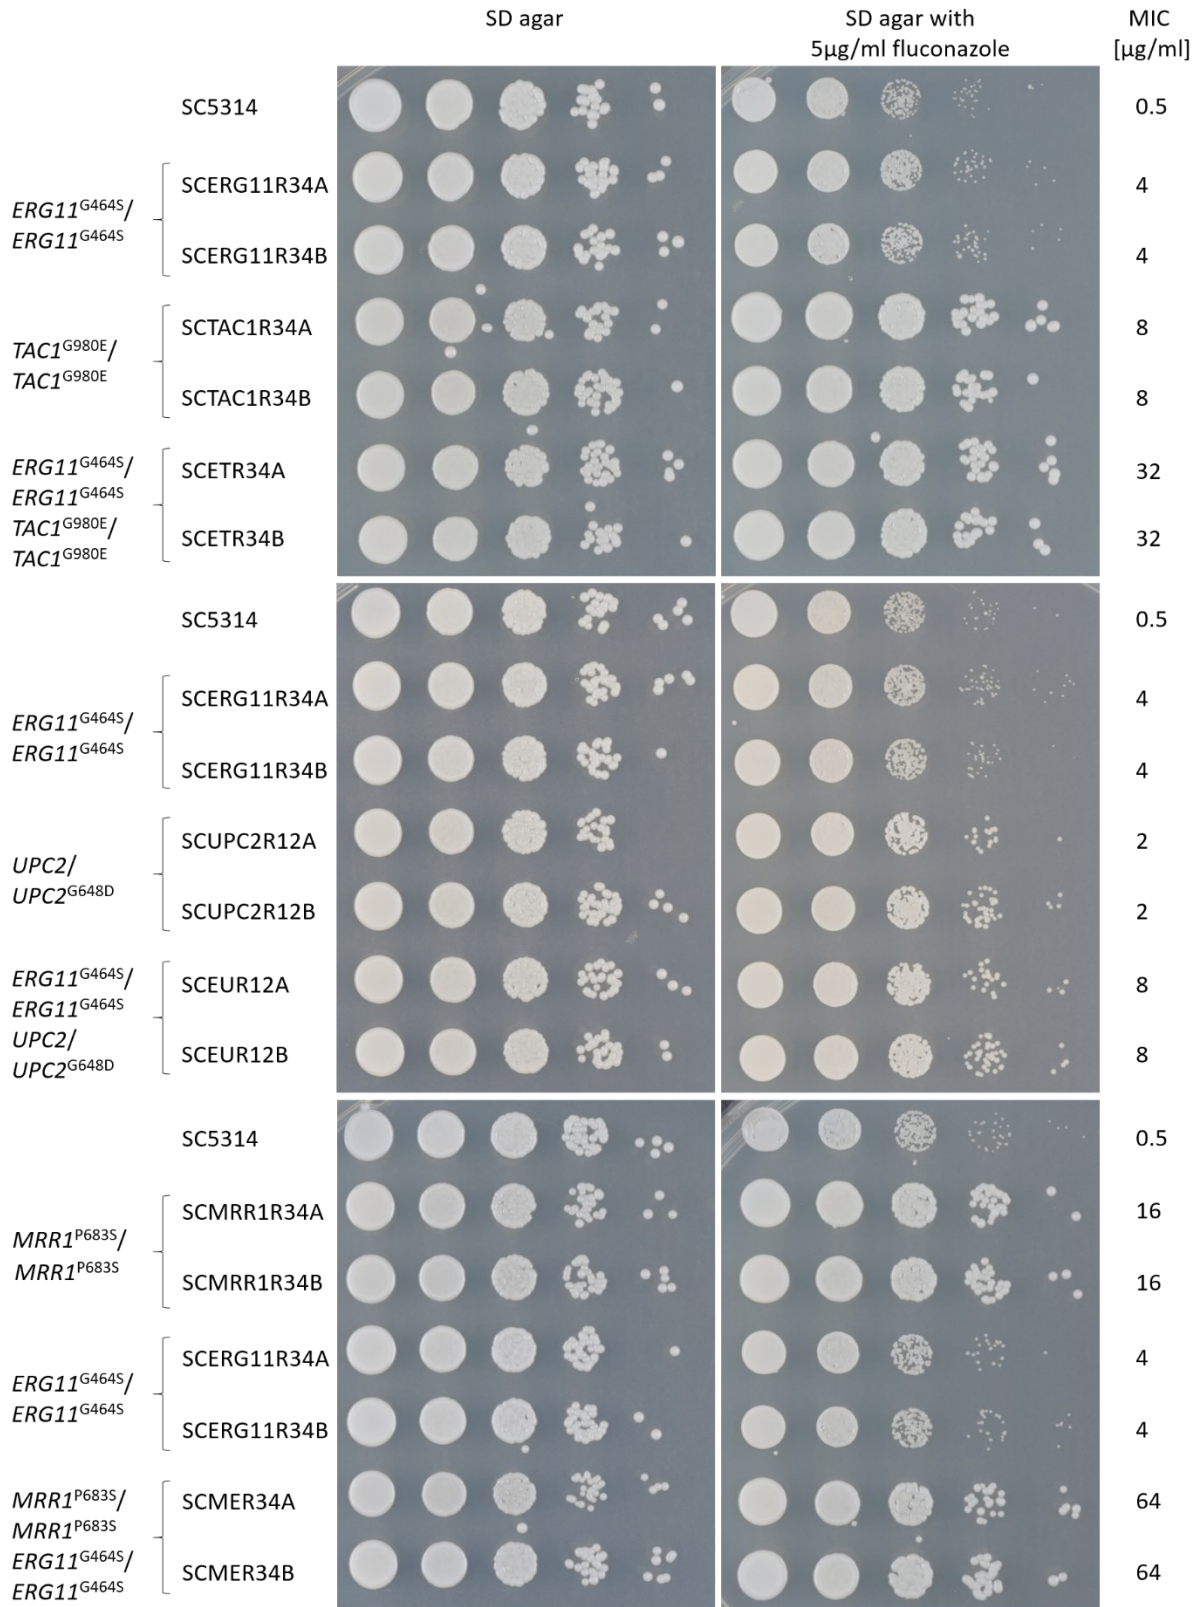 SD agar
SD agar with
5µg/ml fluconazole
MIC
[µg/ml]
SC5314 0.5
ERG11G464S/
ERG11G464S
SCERG11R34A 4
SCERG11R34B 4
TAC1G980E/
TAC1G980E
SCTAC1R34A 8
SCTAC1R34B 8
ERG11G464S/
ERG11G464S
TAC1G980E/
TAC1G980E
SCETR34A 32
SCETR34B 32
SC5314 0.5
ERG11G464S/
ERG11G464S
SCERG11R34A 4
SCERG11R34B 4
UPC2/
UPC2G648D
SCUPC2R12A 2
SCUPC2R12B 2
ERG11G464S/
ERG11G464S
UPC2/
UPC2G648D
SCEUR12A 8
SCEUR12B 8
SC5314 0.5
MRR1P683S/
MRR1P683S
SCMRR1R34A 16
SCMRR1R34B 16
ERG11G464S/
ERG11G464S
SCERG11R34A 4
SCERG11R34B 4
MRR1P683S/
MRR1P683S
ERG11G464S/
ERG11G464S
SCMER34A 64
SCMER34B 64